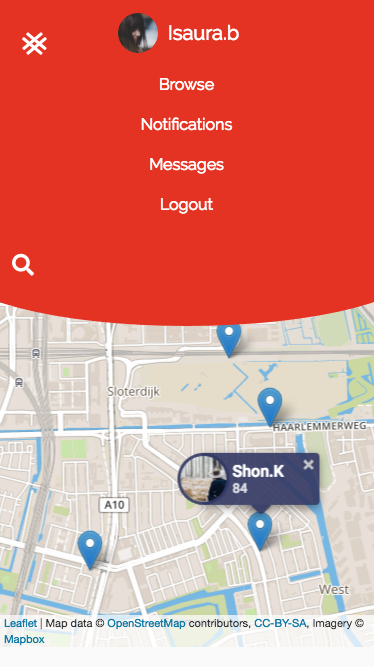 Isaura.b
Browse
Notifications
Messages
Logout
Sloterdijk
HAARLEMMERWEG
Shon.K ×
84
A10
West
Leaflet | Map data © OpenStreetMap contributors, CC-BY-SA, Imagery ©
Mapbox